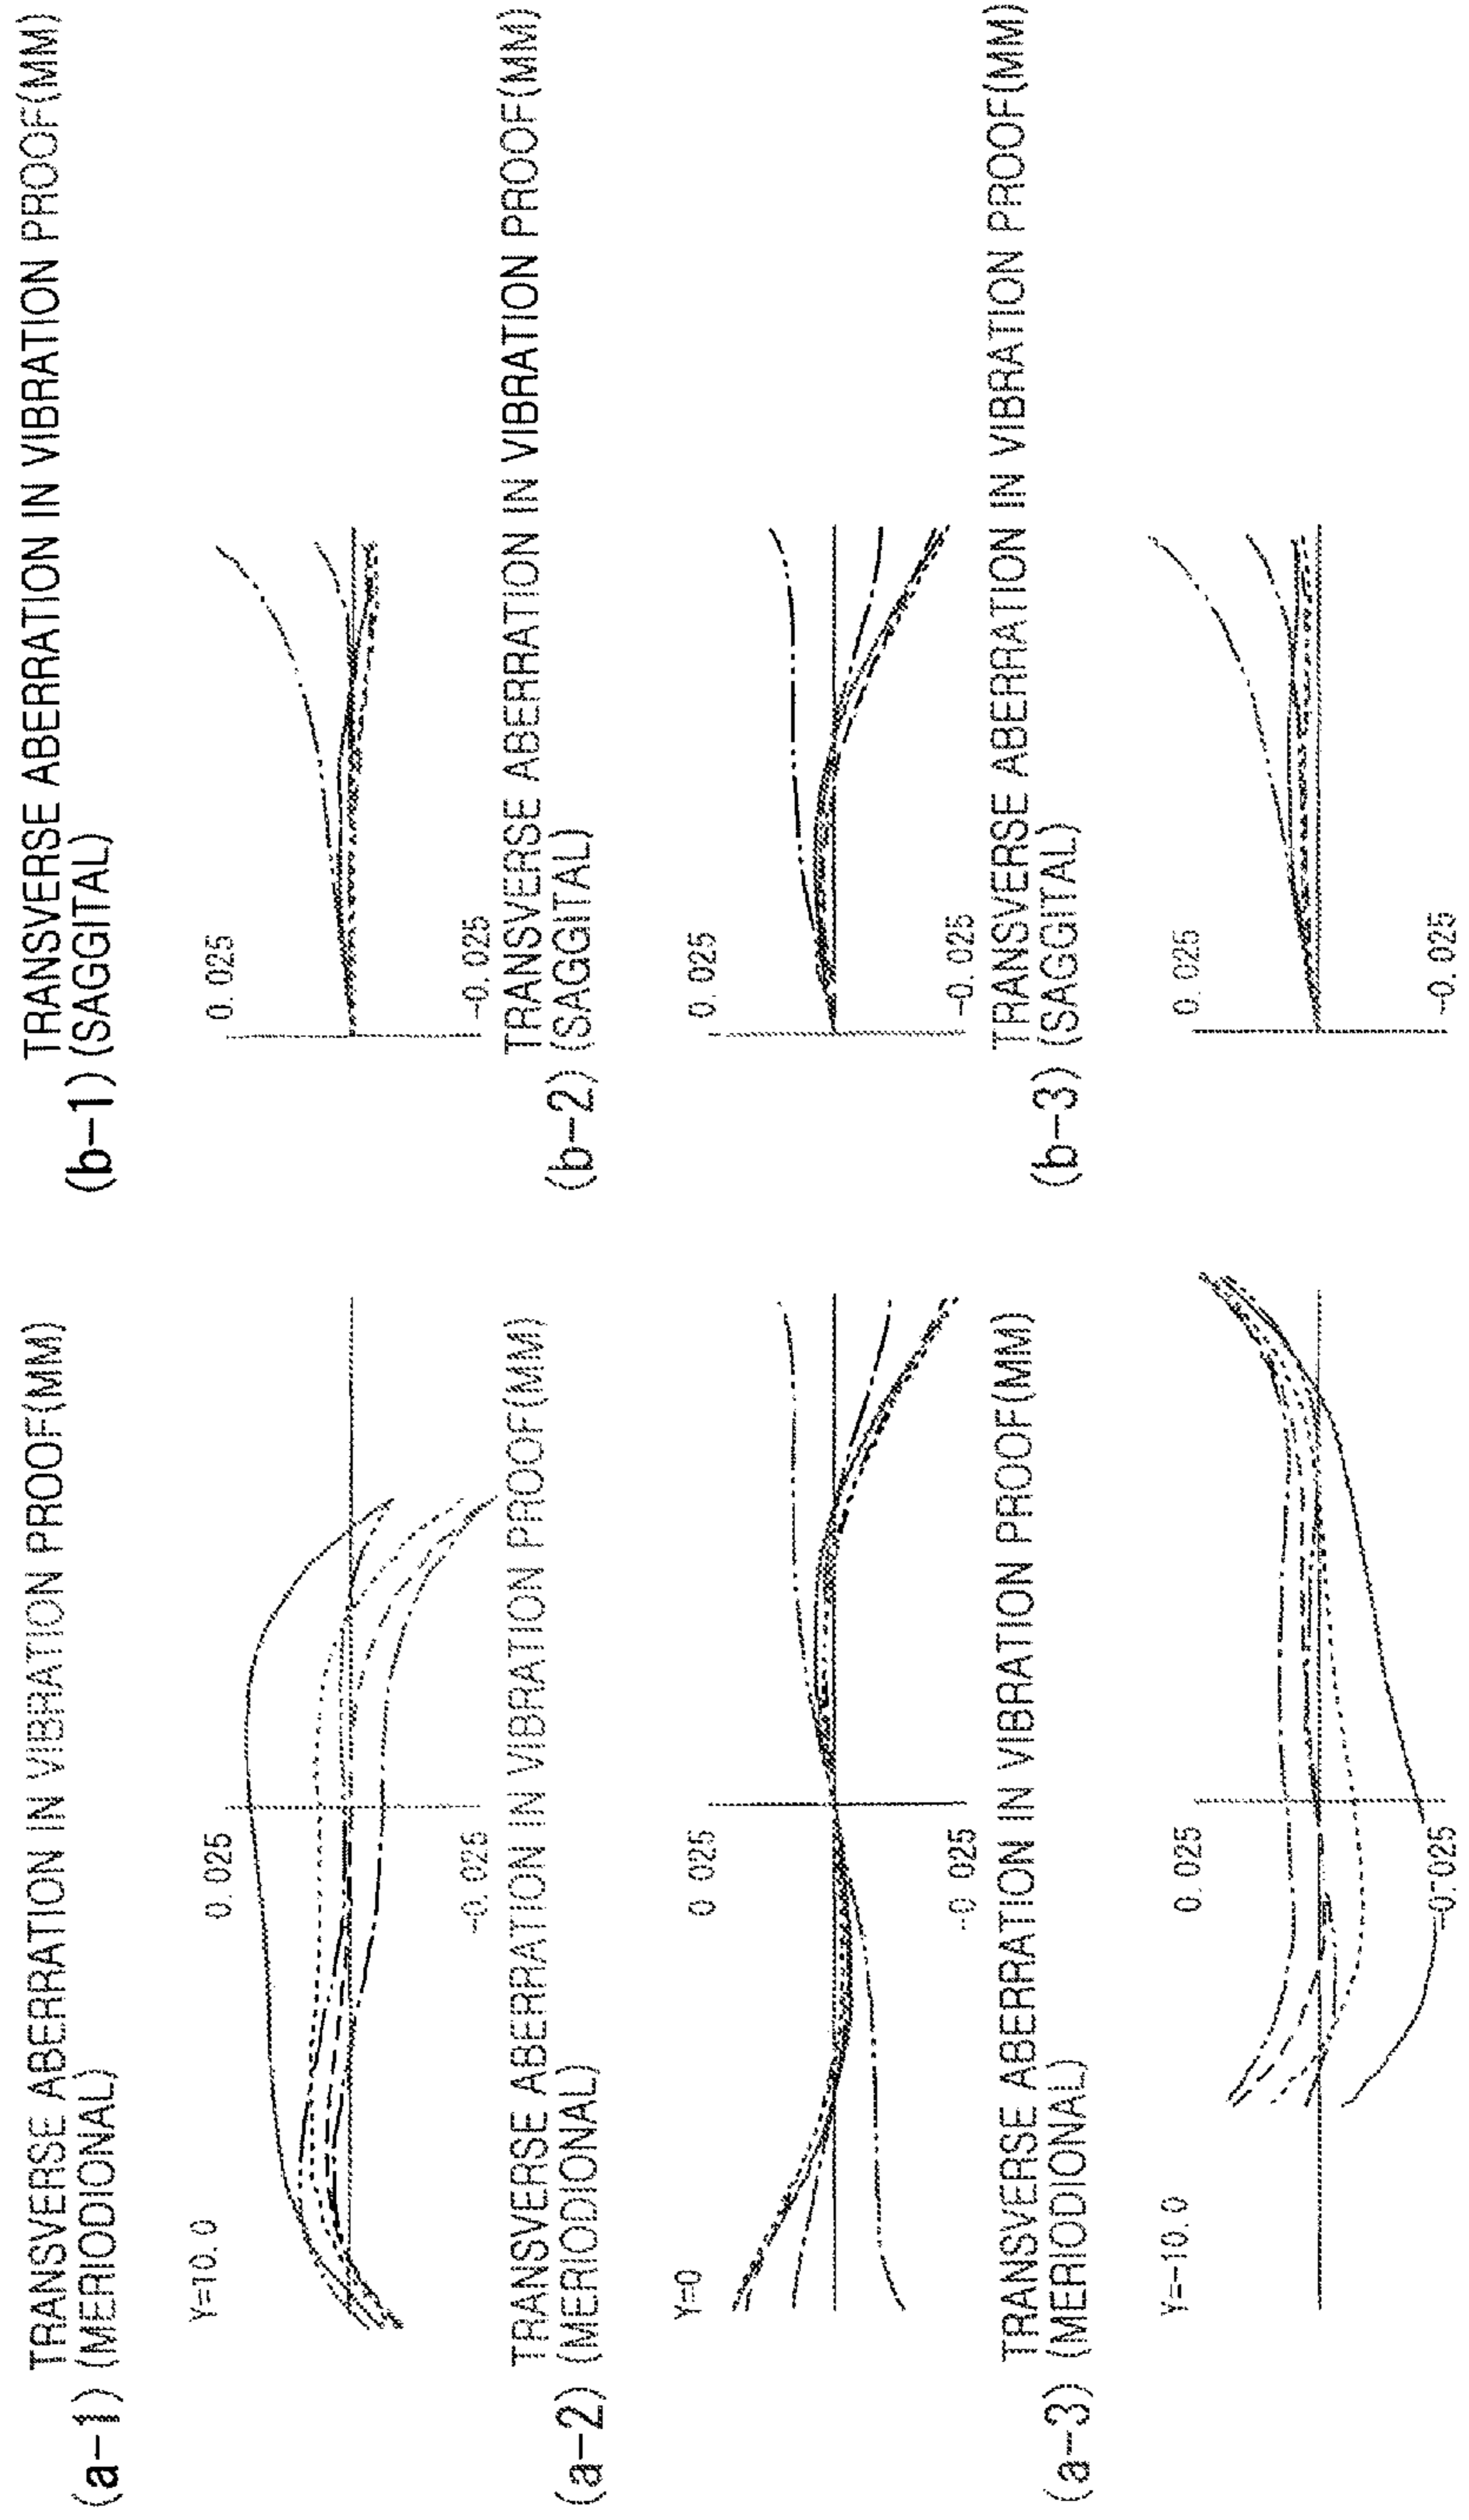 TRANSVERSE ABERRATION IN VIBRATION PROOF(MM)
(a-1) (MERIODIONAL)
Y=10.0
0.025
-0.025
TRANSVERSE ABERRATION IN VIBRATION PROOF(MM)
(b-1) (SAGGITAL)
0.025
-0.025
TRANSVERSE ABERRATION IN VIBRATION PROOF(MM)
(a-2) (MERIODIONAL)
Y=0
0.025
-0.025
TRANSVERSE ABERRATION IN VIBRATION PROOF(MM)
(b-2) (SAGGITAL)
0.025
-0.025
TRANSVERSE ABERRATION IN VIBRATION PROOF(MM)
(a-3) (MERIODIONAL)
Y=-10.0
0.025
-0.025
TRANSVERSE ABERRATION IN VIBRATION PROOF(MM)
(b-3) (SAGGITAL)
0.025
-0.025